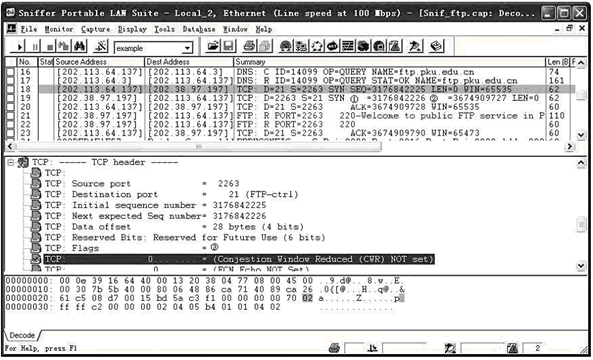 Sniffer Portable LAN Suite - Local_2, Ethernet (Line speed at 100 Mbps) - [Snif_ftp.cap: Deco...
File Monitor Capture Display Tools Database Window Help
example
No. Stat Source Address Dest Address Summary Len (B
16 [202.113.64.137] [202.113.64.3] DNS: C ID=14099 OP=QUERY NAME=ftp.pku.edu.cn 74
17 [202.113.64.3] [202.113.64.137] DNS: R ID=14099 OP=QUERY STAT=OK NAME=ftp.pku.edu.cn 161
18 [202.113.64.137] [202.38.97.197] TCP: D=21 S=2263 SYN SEQ=3176842225 LEN=0 WIN=65535 62
19 [202.38.97.197] [202.113.64.137] TCP: D=2263 S=21 SYN ① =3176842226 ② =3674909727 LEN=0 62
20 [202.113.64.137] [202.38.97.197] TCP: D=21 S=2263 ACK=3674909728 WIN=65535 60
21 [202.38.97.197] [202.113.64.137] FTP: R PORT=2263 220-Welcome to public FTP service in P 110
22 [202.38.97.197] [202.113.64.137] FTP: R PORT=2263 220- 60
[202.113.64.137] [202.38.97.197] TCP: D=21 S=2263 ACK=3674909790 WIN=65473 60
TCP: ----- TCP header -----
TCP:
TCP: Source port = 2263
TCP: Destination port = 21 (FTP-ctrl)
TCP: Initial sequence number = 3176842225
TCP: Next expected Seq number= 3176842226
TCP: Data offset = 28 bytes (4 bits)
TCP: Reserved Bits: Reserved for Future Use (6 bits)
TCP: Flags = ③
TCP: 0... .... = (Conjestion Window Reduced (CWR) NOT set)
00000000: 00 0e 39 16 64 40 00 13 20 38 04 77 08 00 45 00 ..9.d@.. 8.w..E.
00000010: 00 30 7b 5b 40 00 80 06 48 86 ca 71 40 89 ca 26 .0{[@...H..q@..&
00000020: 61 c5 08 d7 00 15 bd 5a c3 f1 00 00 00 00 70 02 a......Z......p
00000030: ff ff c2 00 00 00 02 04 05 b4 01 01 04 02
Decode
For Help, press F1
2